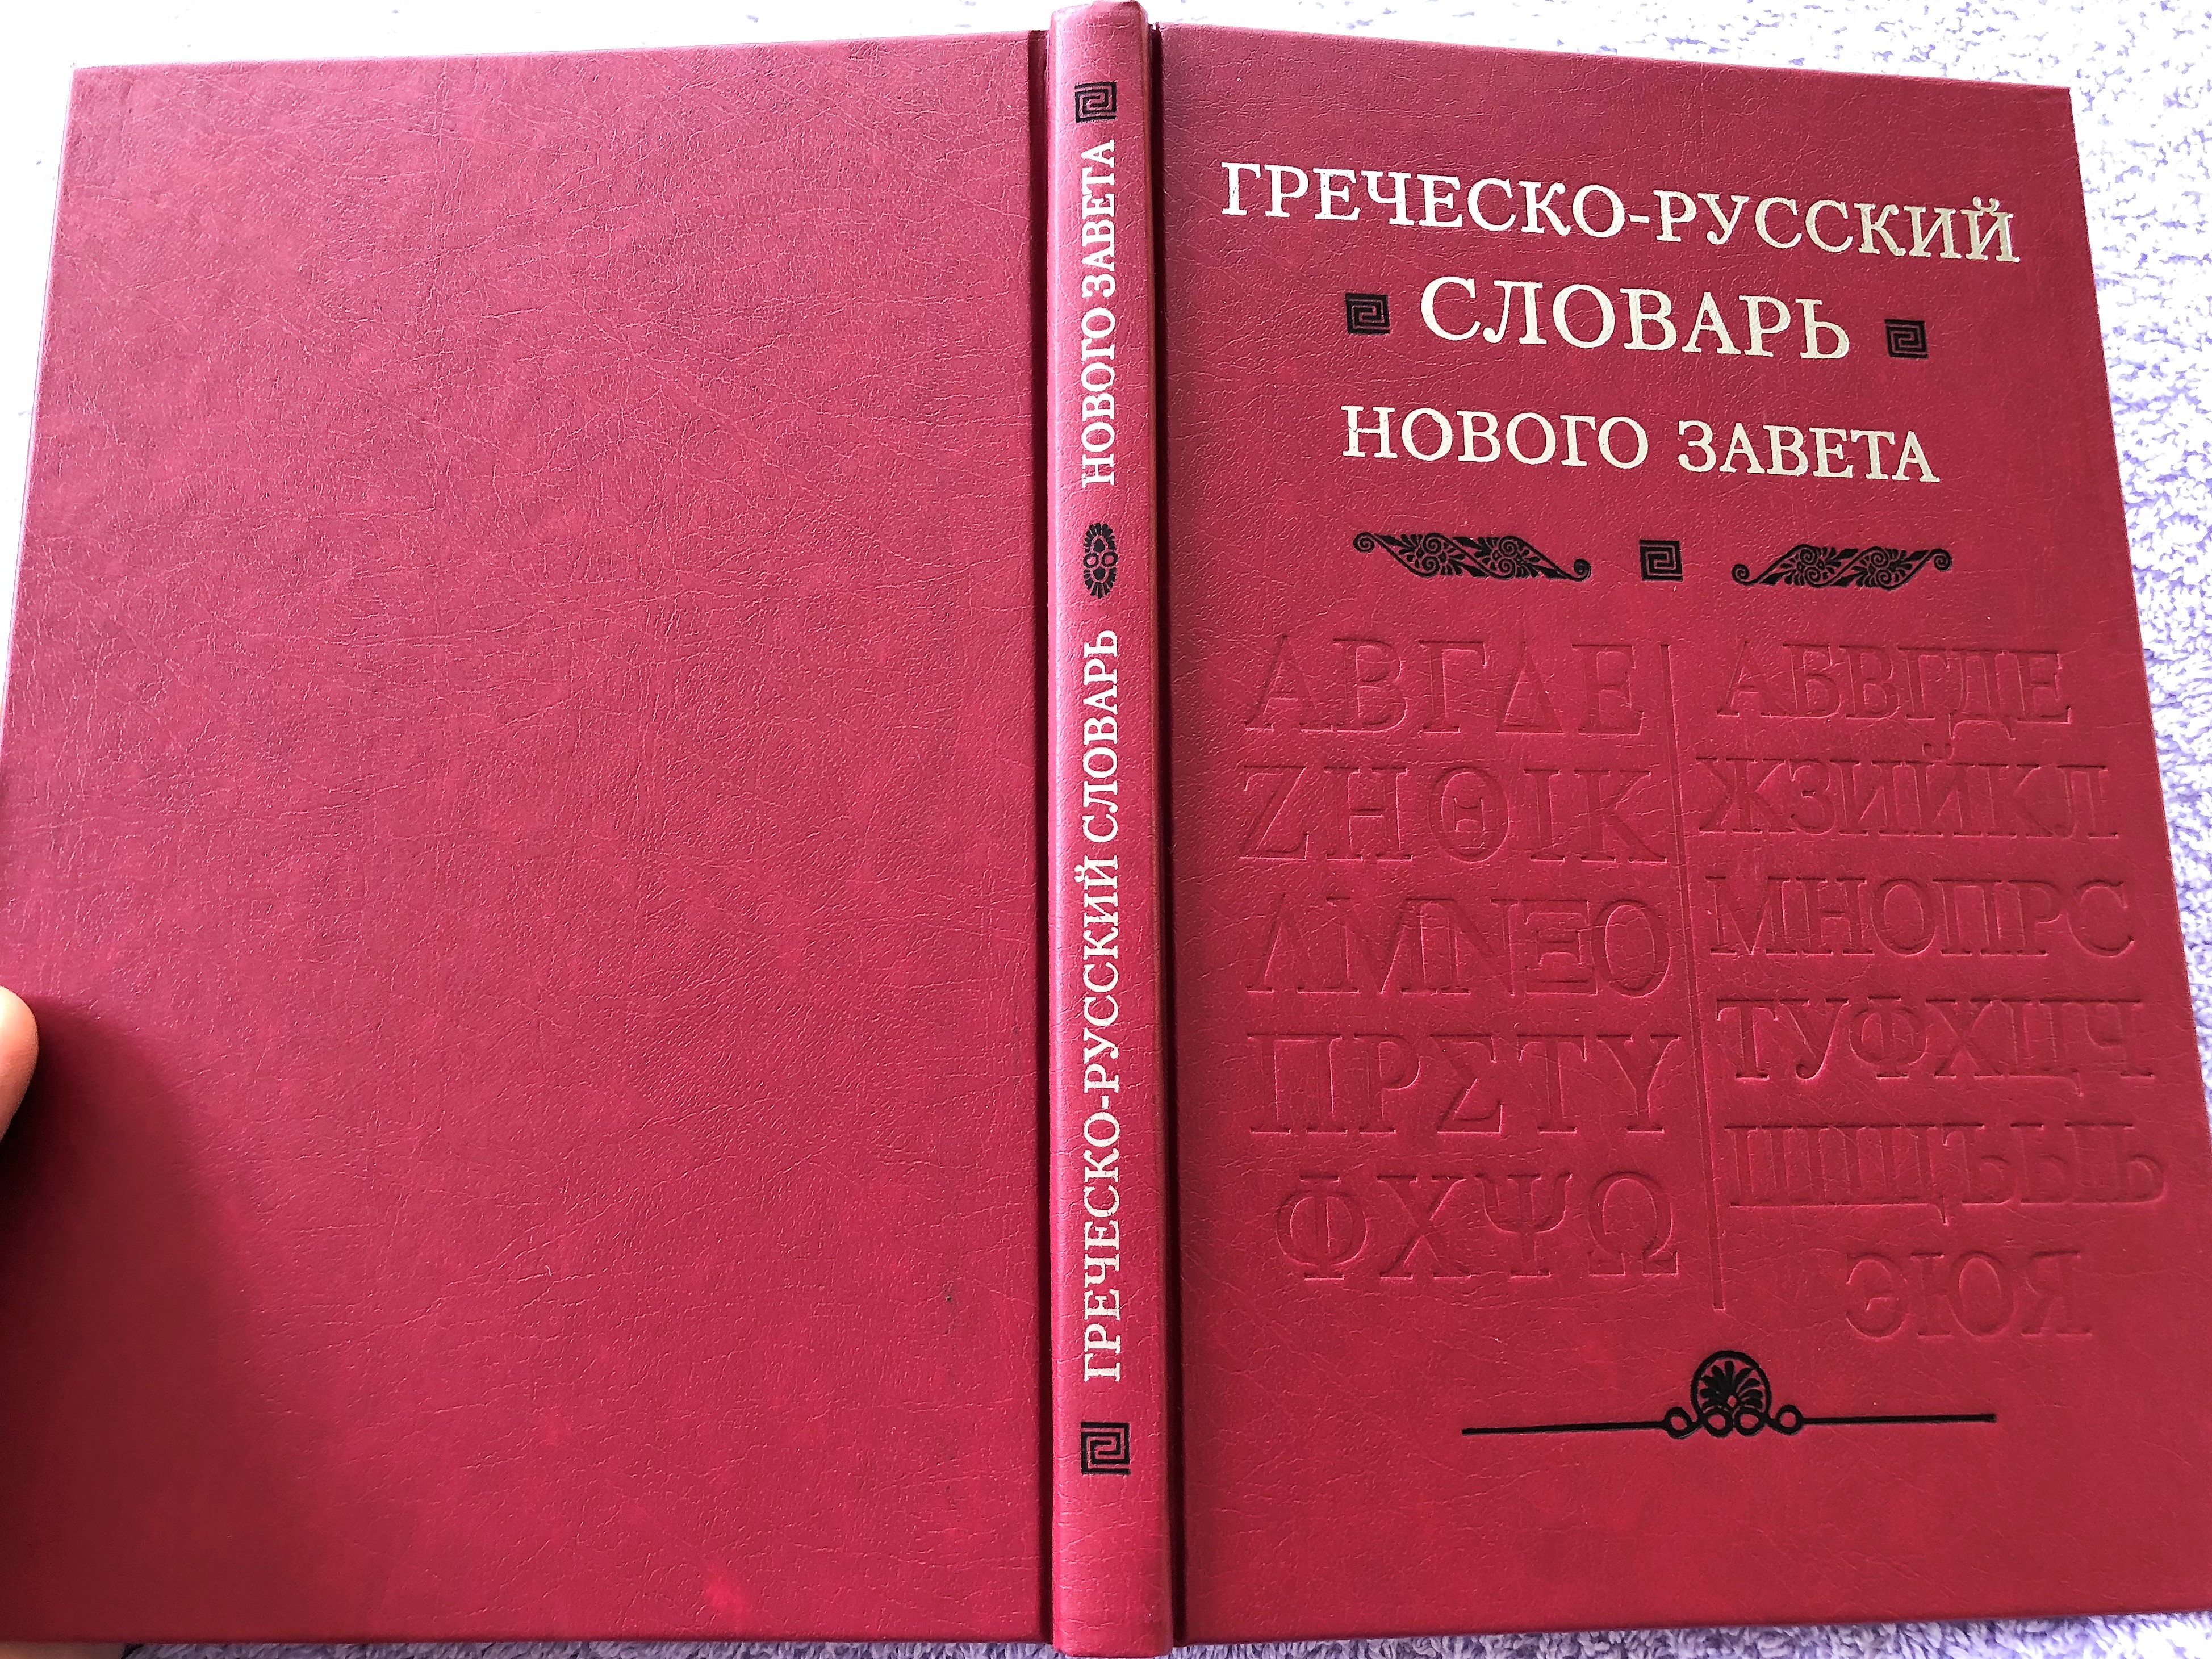 ГРЕЧЕСКО-РУССКИЙ СЛОВАРЬ НОВОГО ЗАВЕТА
ГРЕЧЕСКО-РУССКИЙ
СЛОВАРЬ
НОВОГО ЗАВЕТА
ΑΒΓΔΕ
ΖΗΘΙΚ
ΛΜΝΞΟ
ΠΡΣΤΥ
ΦΧΨΩ
АБВГДЕ
ЖЗИЙКЛ
МНОПРС
ТУФХЦЧ
ШЩЪЫЬ
ЭЮЯ